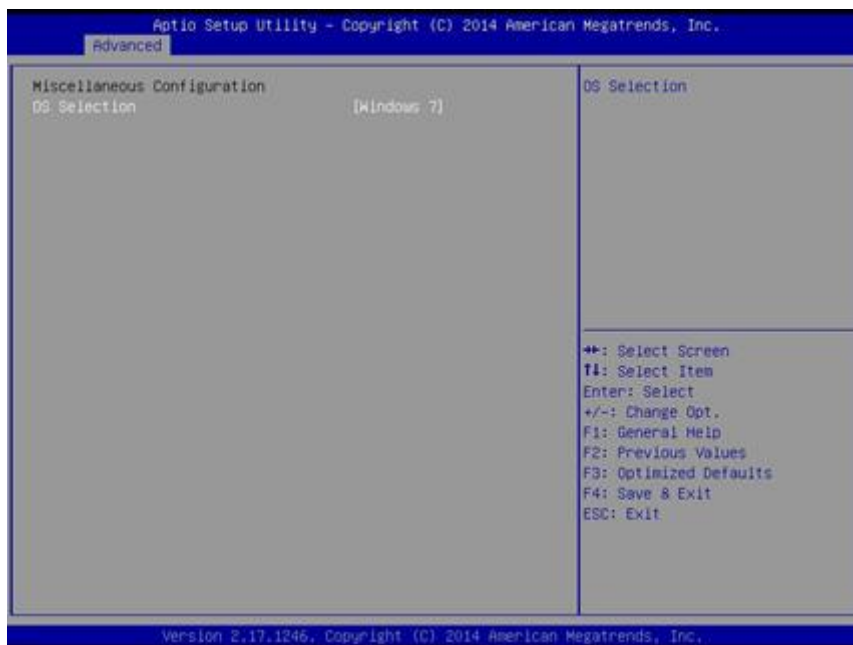 Aptio Setup Utility – Copyright (C) 2014 American Megatrends, Inc.
Advanced
Miscellaneous Configuration
OS Selection [Windows 7]
OS Selection
→←: Select Screen
↑↓: Select Item
Enter: Select
+/-: Change Opt.
F1: General Help
F2: Previous Values
F3: Optimized Defaults
F4: Save & Exit
ESC: Exit
Version 2.17.1246. Copyright (C) 2014 American Megatrends, Inc.